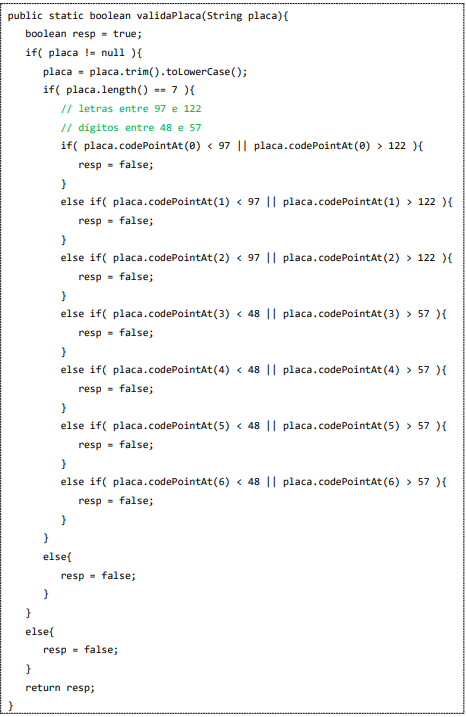 public static boolean validaPlaca(String placa){
boolean resp = true;
if( placa != null ){
placa = placa.trim().toLowerCase();
if( placa.length() == 7 ){
// letras entre 97 e 122
// dígitos entre 48 e 57
if( placa.codePointAt(0) < 97 || placa.codePointAt(0) > 122 ){
resp = false;
}
else if( placa.codePointAt(1) < 97 || placa.codePointAt(1) > 122 ){
resp = false;
}
else if( placa.codePointAt(2) < 97 || placa.codePointAt(2) > 122 ){
resp = false;
}
else if( placa.codePointAt(3) < 48 || placa.codePointAt(3) > 57 ){
resp = false;
}
else if( placa.codePointAt(4) < 48 || placa.codePointAt(4) > 57 ){
resp = false;
}
else if( placa.codePointAt(5) < 48 || placa.codePointAt(5) > 57 ){
resp = false;
}
else if( placa.codePointAt(6) < 48 || placa.codePointAt(6) > 57 ){
resp = false;
}
}
else{
resp = false;
}
}
else{
resp = false;
}
return resp;
}